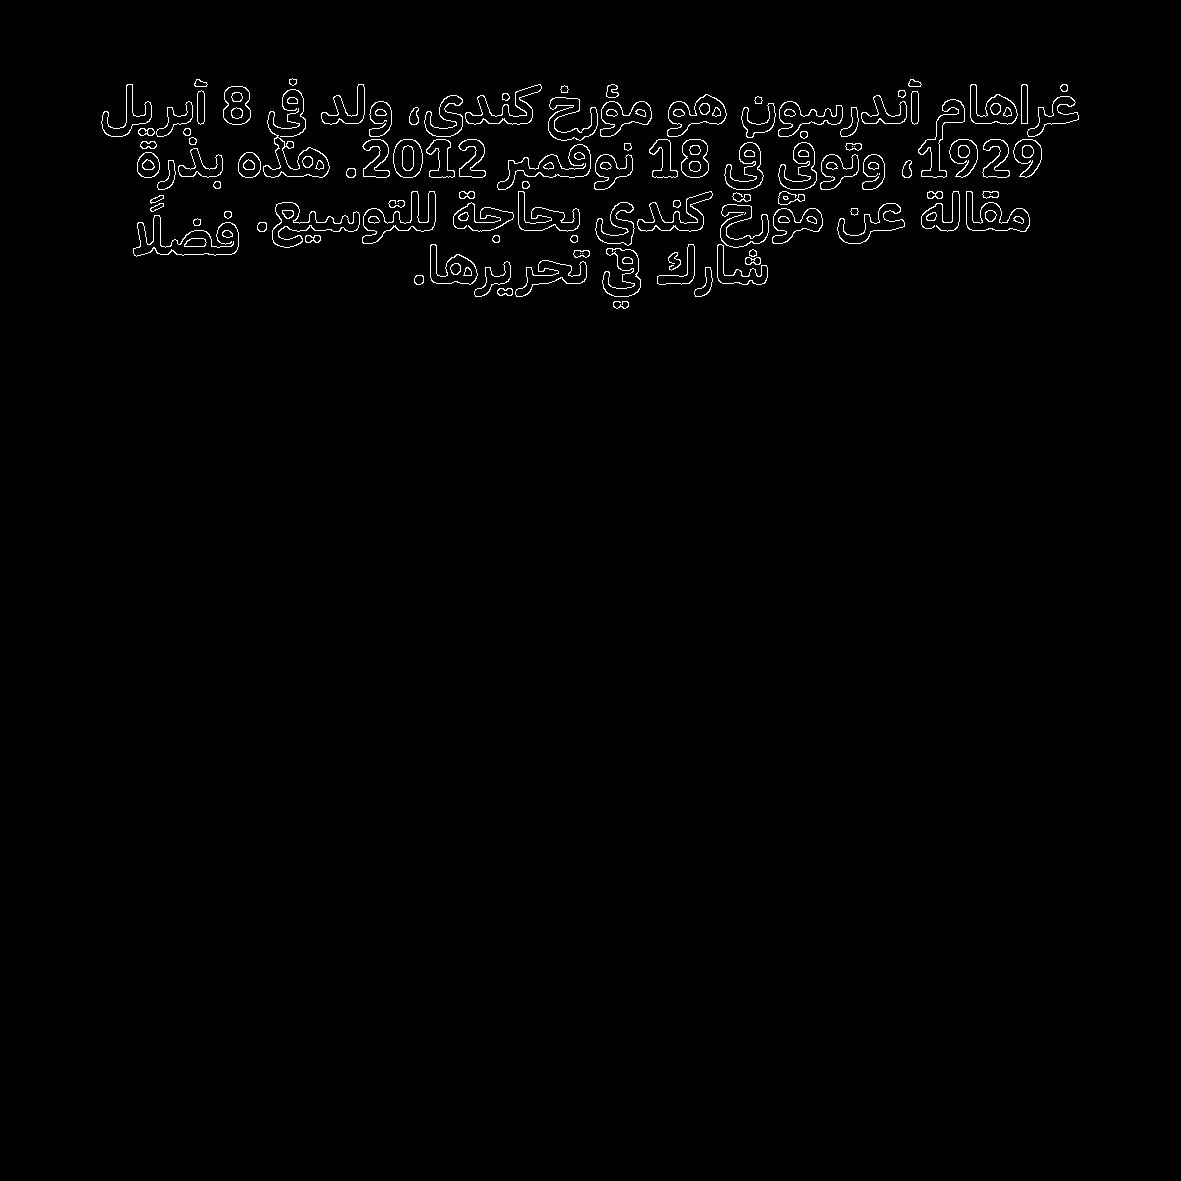 غراهام آندرسون هو مؤرخ كندي، ولد في 8 أبريل
1929، وتوفي في 18 نوفمبر 2012. هذه بذرة
مقالة عن مؤرخ كندي بحاجة للتوسيع. فضلًا
شارك في تحريرها.